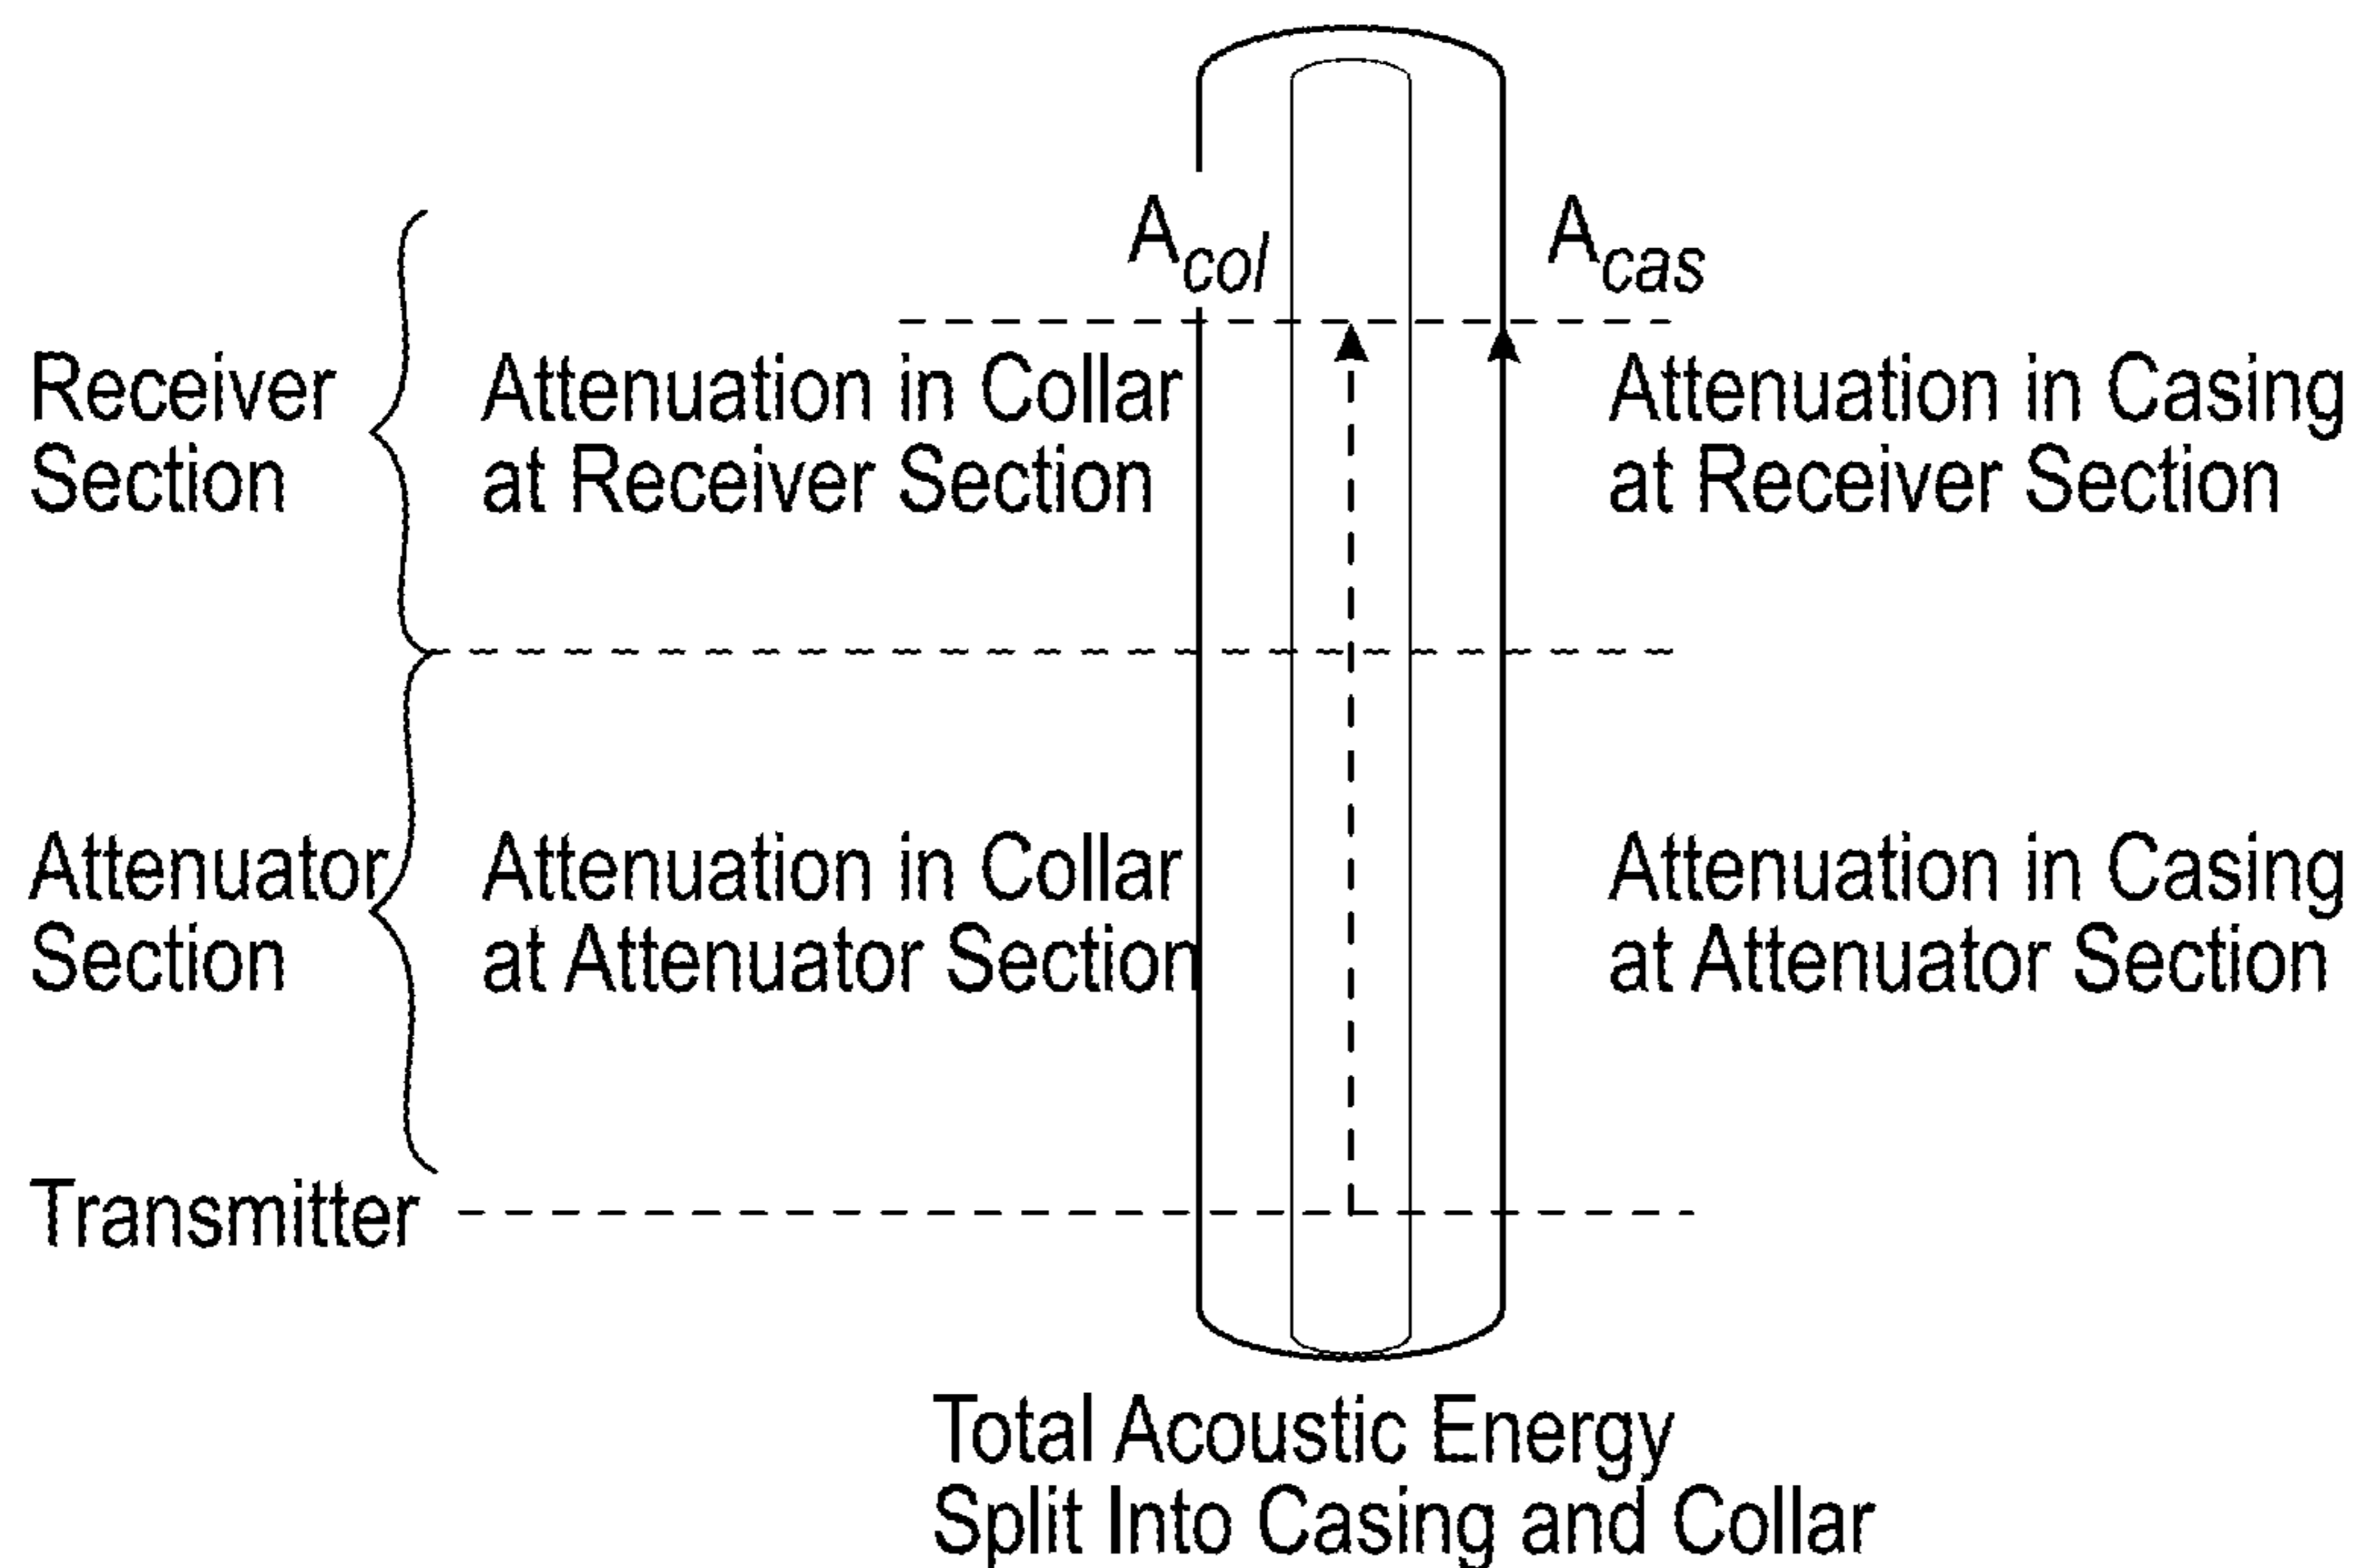 A_col
A_cas
Receiver
Section
Attenuation in Collar
at Receiver Section
Attenuation in Casing
at Receiver Section
Attenuator
Section
Attenuation in Collar
at Attenuator Section
Attenuation in Casing
at Attenuator Section
Transmitter
Total Acoustic Energy
Split Into Casing and Collar